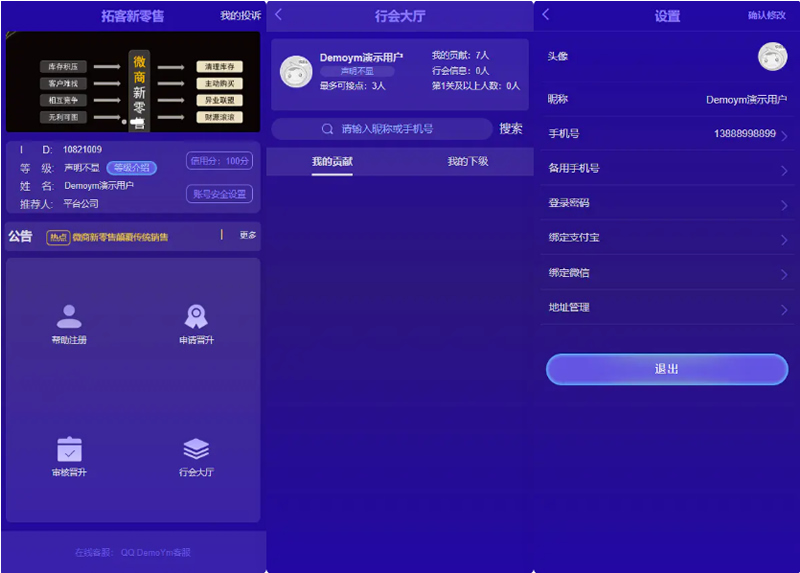 拓客新零售
我的投诉
库存积压
客户难找
相互竞争
无利可图
微商新零售
清理库存
主动购买
异业联盟
财源滚滚
I D: 10821009
等 级: 声明不显 等级介绍
姓 名: Demoym演示用户
推荐人: 平台公司
信用分：100分
账号安全设置
公告 热点 微商新零售颠覆传统销售 更多
帮助注册
申请晋升
审核晋升
行会大厅
在线客服： QQ DemoYm客服
行会大厅
Demoym演示用户
声明不显
最多可接点：3人
我的贡献：7人
行会信息：0人
第1关及以上人数：0人
请输入昵称或手机号
搜索
我的贡献
我的下级
设置
确认修改
头像
昵称
Demoym演示用户
手机号
13888998899
备用手机号
登录密码
绑定支付宝
绑定微信
地址管理
退出